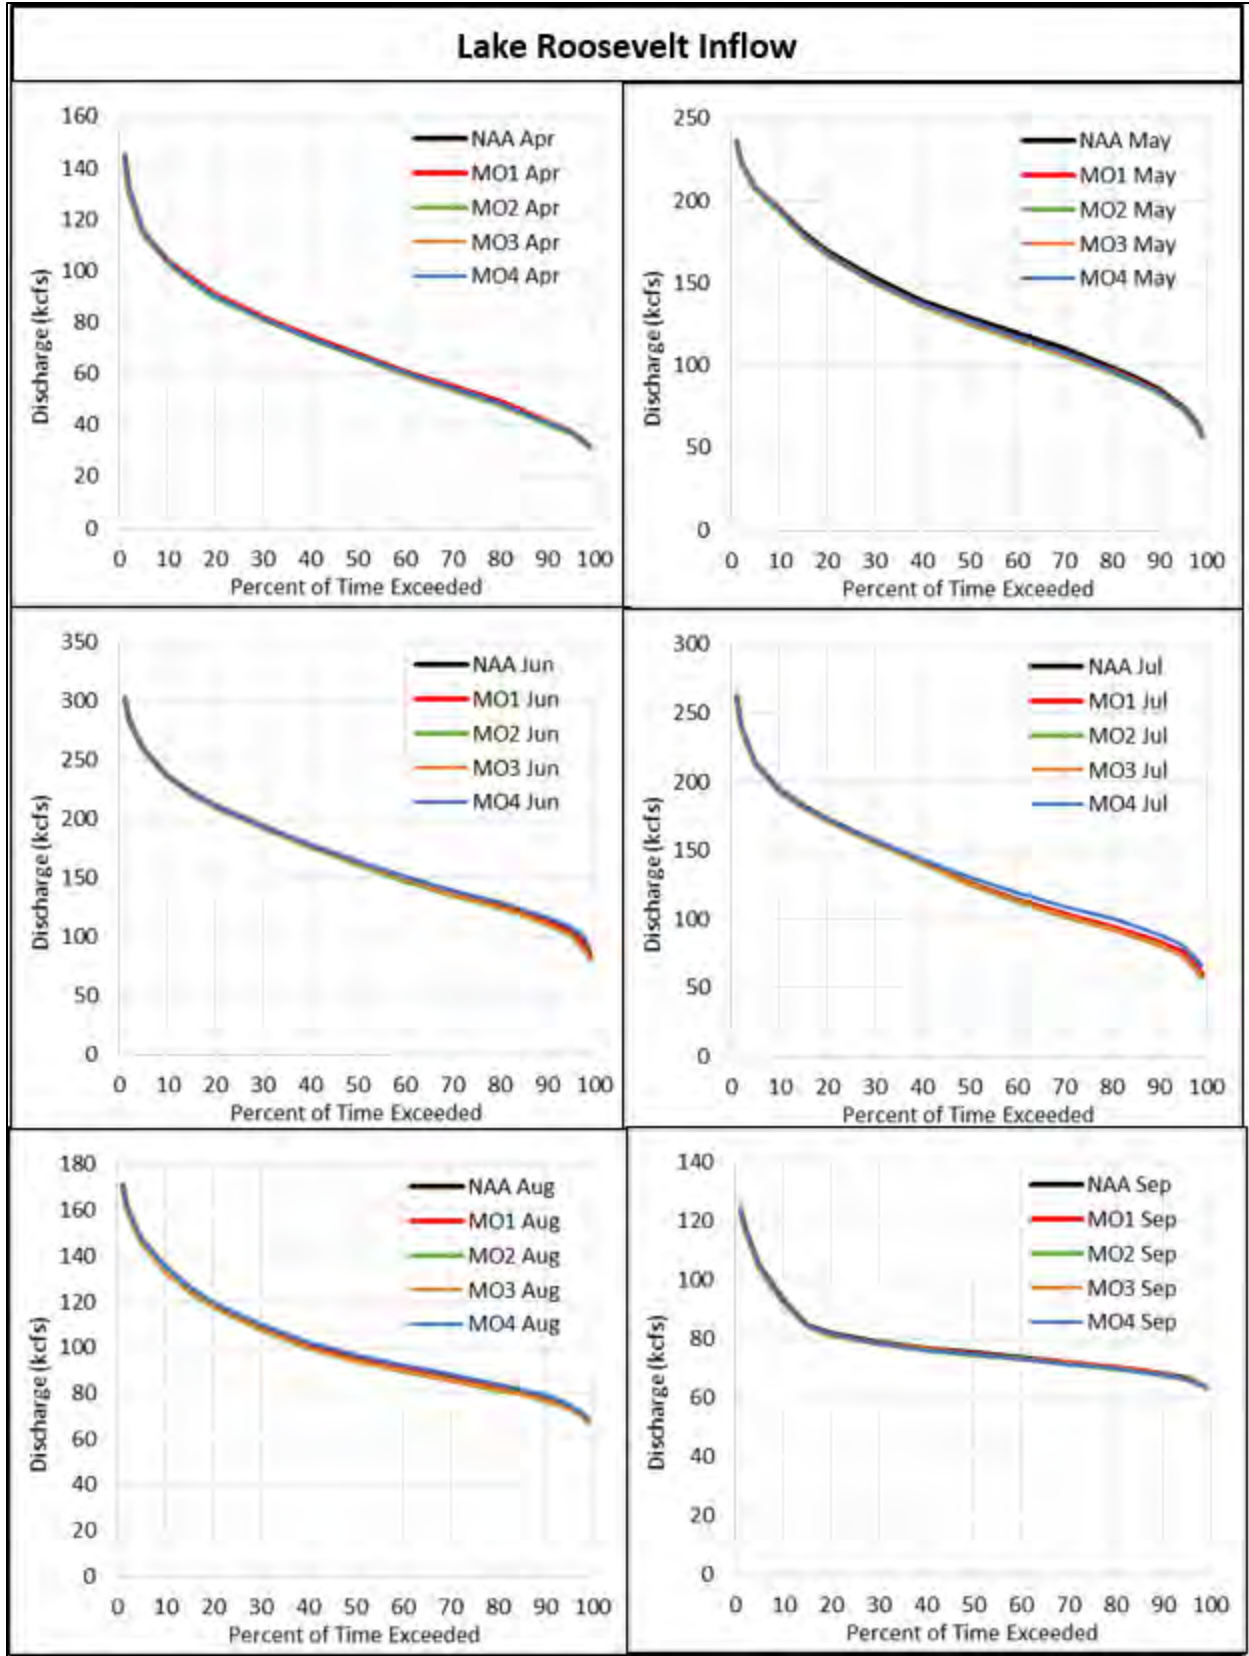 Lake Roosevelt Inflow
160
140
120
100
80
60
40
20
0
Discharge (kcfs)
NAA Apr
MO1 Apr
MO2 Apr
MO3 Apr
MO4 Apr
0 10 20 30 40 50 60 70 80 90 100
Percent of Time Exceeded
250
200
150
100
50
0
Discharge (kcfs)
NAA May
MO1 May
MO2 May
MO3 May
MO4 May
0 10 20 30 40 50 60 70 80 90 100
Percent of Time Exceeded
350
300
250
200
150
100
50
0
Discharge (kcfs)
NAA Jun
MO1 Jun
MO2 Jun
MO3 Jun
MO4 Jun
0 10 20 30 40 50 60 70 80 90 100
Percent of Time Exceeded
300
250
200
150
100
50
0
Discharge (kcfs)
NAA Jul
MO1 Jul
MO2 Jul
MO3 Jul
MO4 Jul
0 10 20 30 40 50 60 70 80 90 100
Percent of Time Exceeded
180
160
140
120
100
80
60
40
20
0
Discharge (kcfs)
NAA Aug
MO1 Aug
MO2 Aug
MO3 Aug
MO4 Aug
0 10 20 30 40 50 60 70 80 90 100
Percent of Time Exceeded
140
120
100
80
60
40
20
0
Discharge (kcfs)
NAA Sep
MO1 Sep
MO2 Sep
MO3 Sep
MO4 Sep
0 10 20 30 40 50 60 70 80 90 100
Percent of Time Exceeded